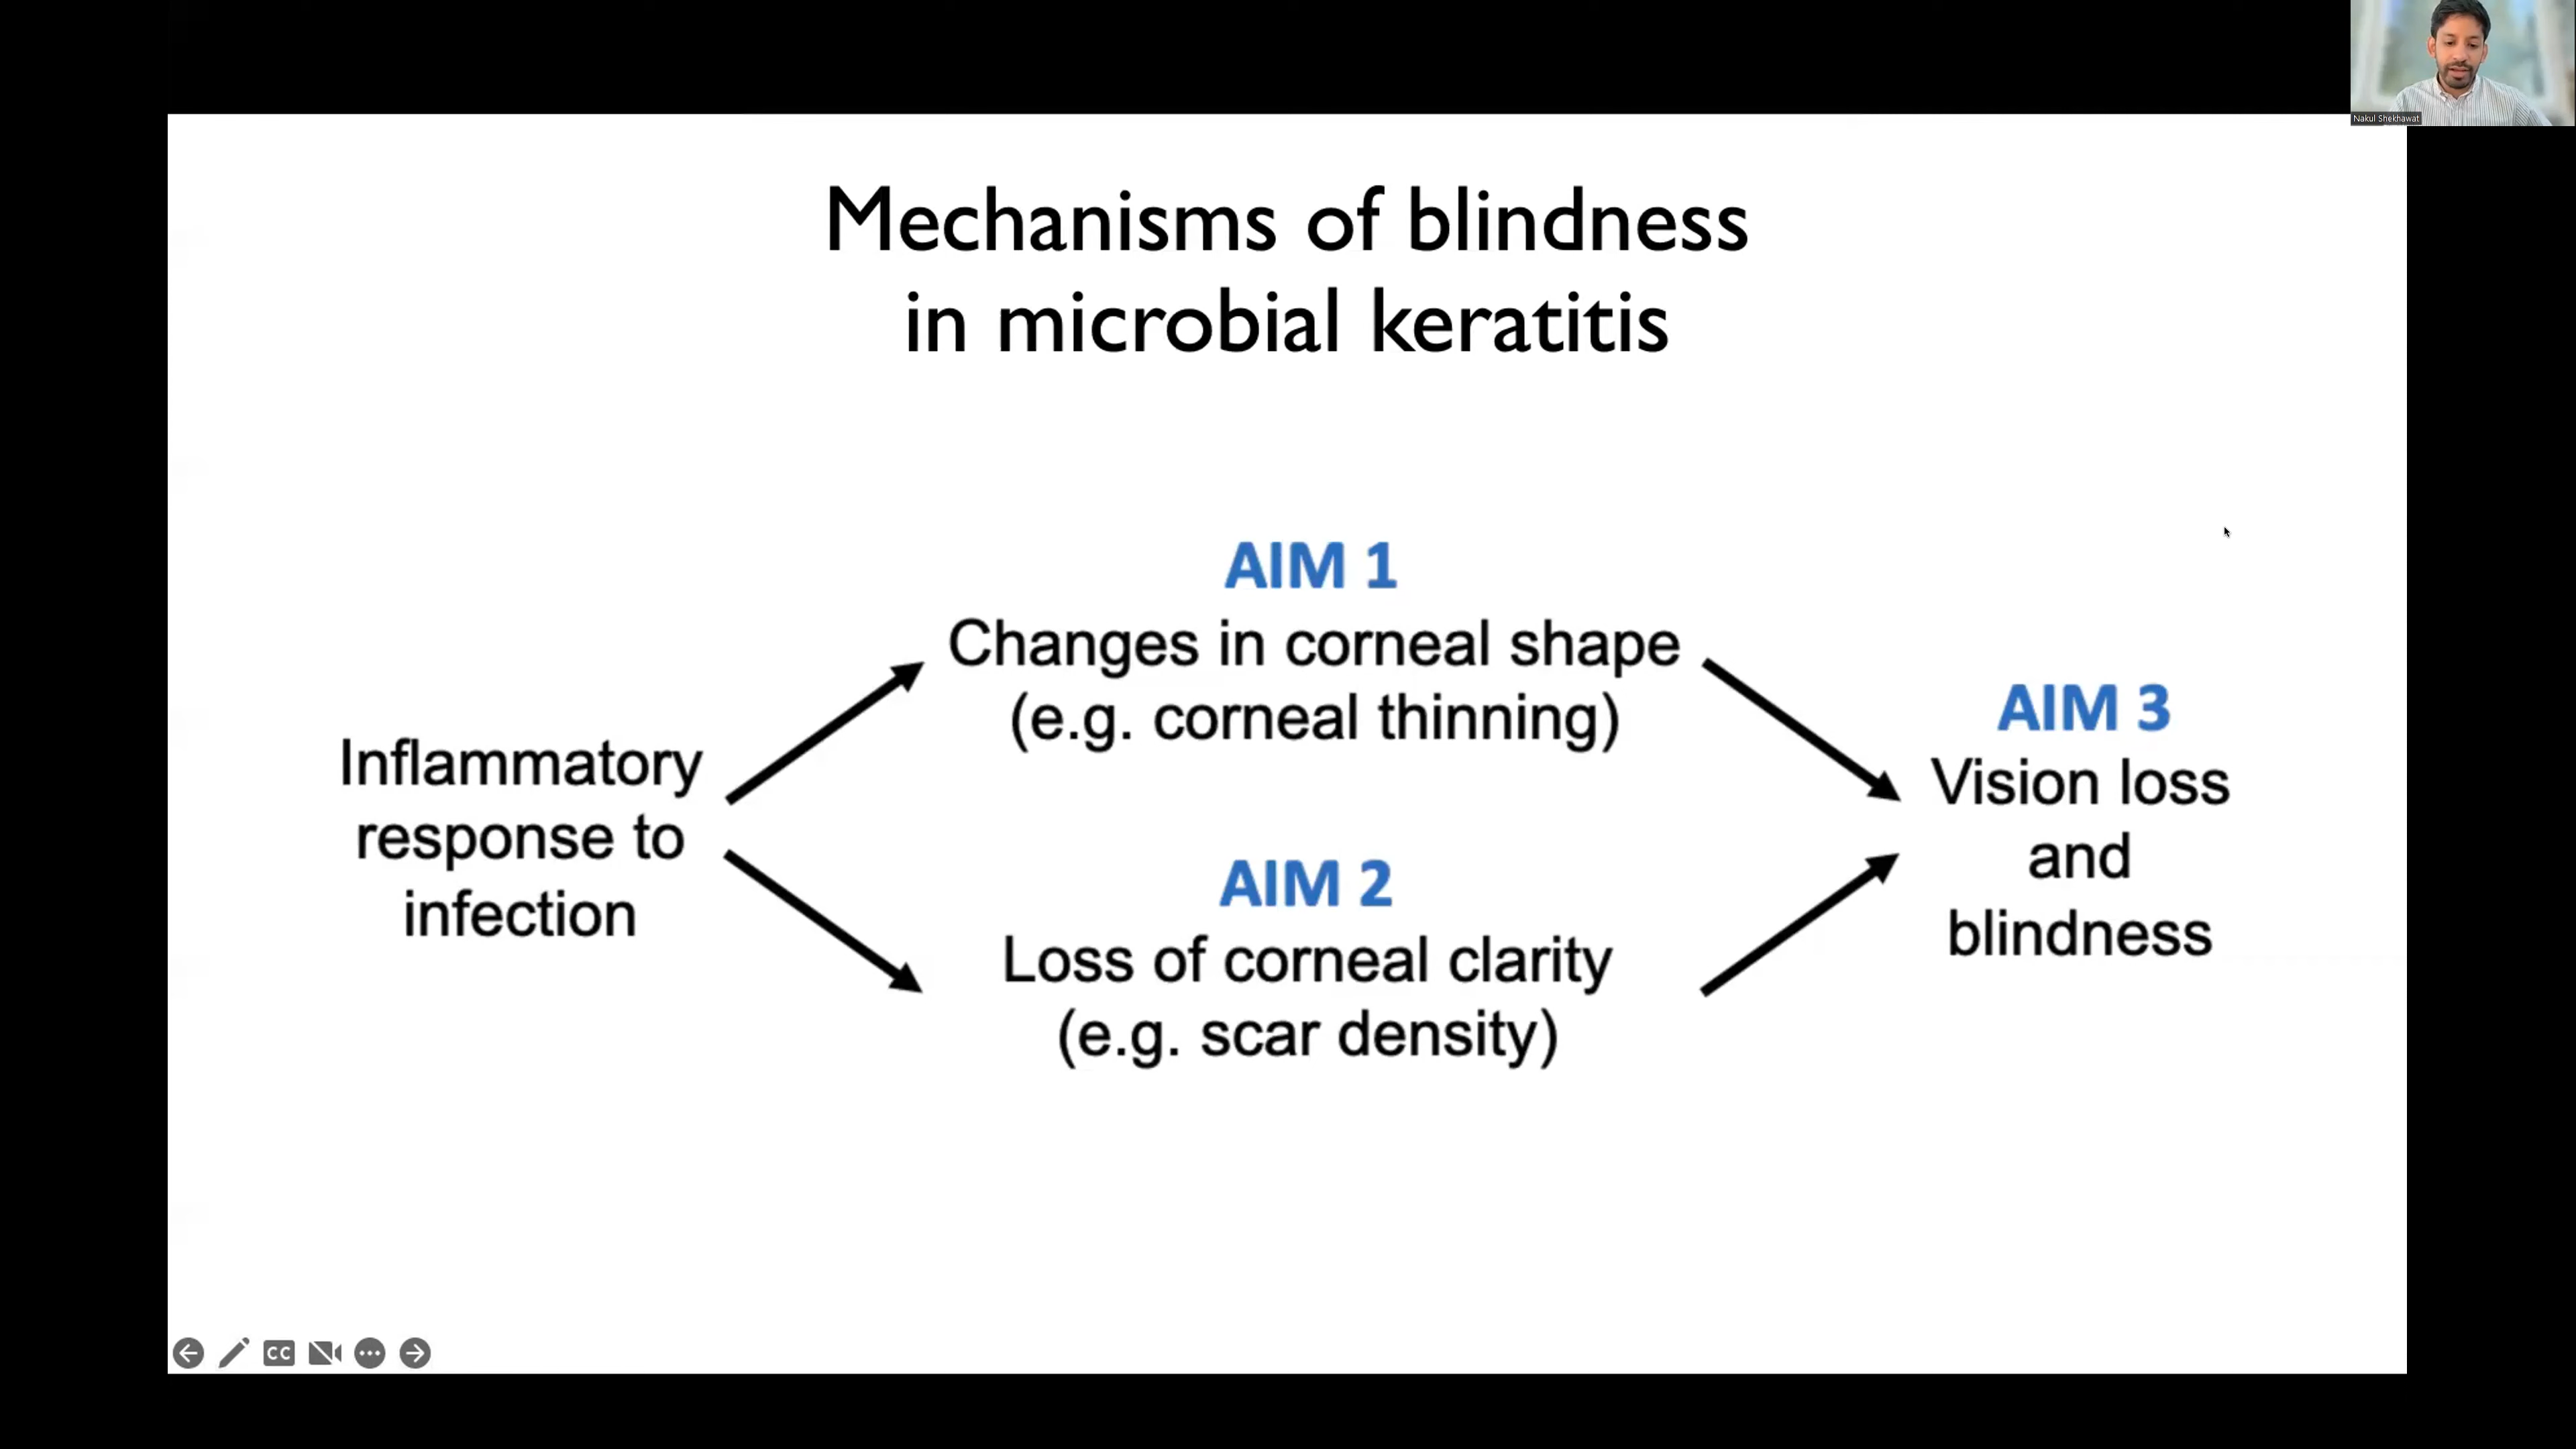 Nakul Shekhawat
Mechanisms of blindness
in microbial keratitis
AIM 1
Changes in corneal shape
(e.g. corneal thinning)
Inflammatory
response to
infection
AIM 2
Loss of corneal clarity
(e.g. scar density)
AIM 3
Vision loss
and
blindness
CC